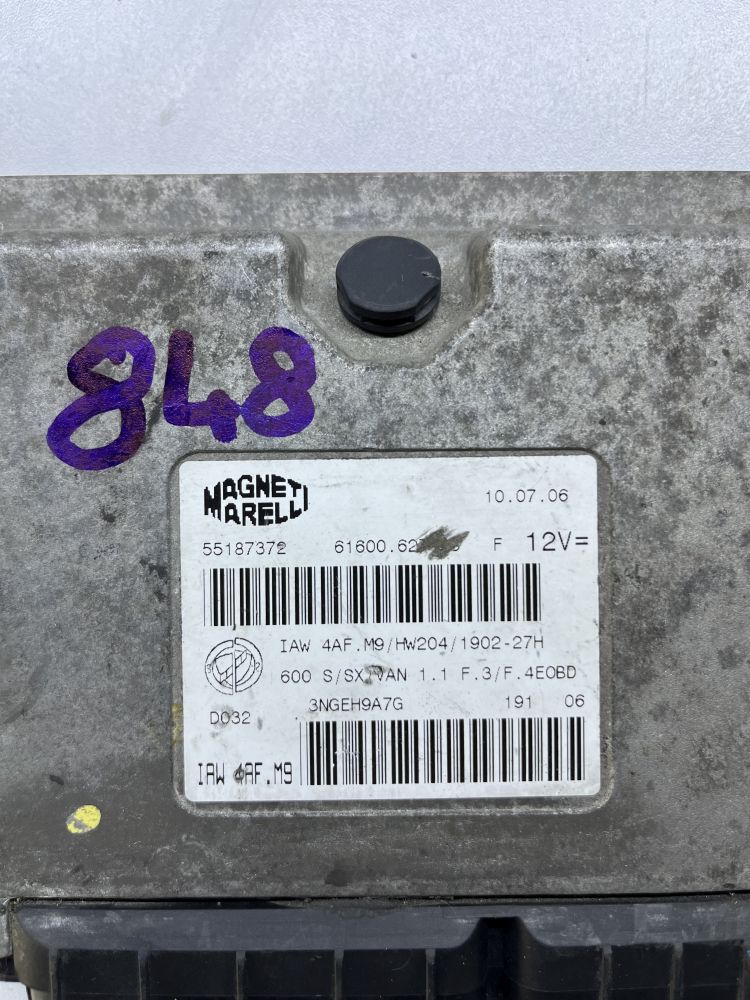 848
MAGNETI
MARELLI
10.07.06
55187372 F 12V=
IAW 4AF.M9/HW204/1902-27H
600 S/SX/VAN 1.1 F.3/F.4EOBD
3NGEH9A7G 191 06
D032
IAW 4AF.M9